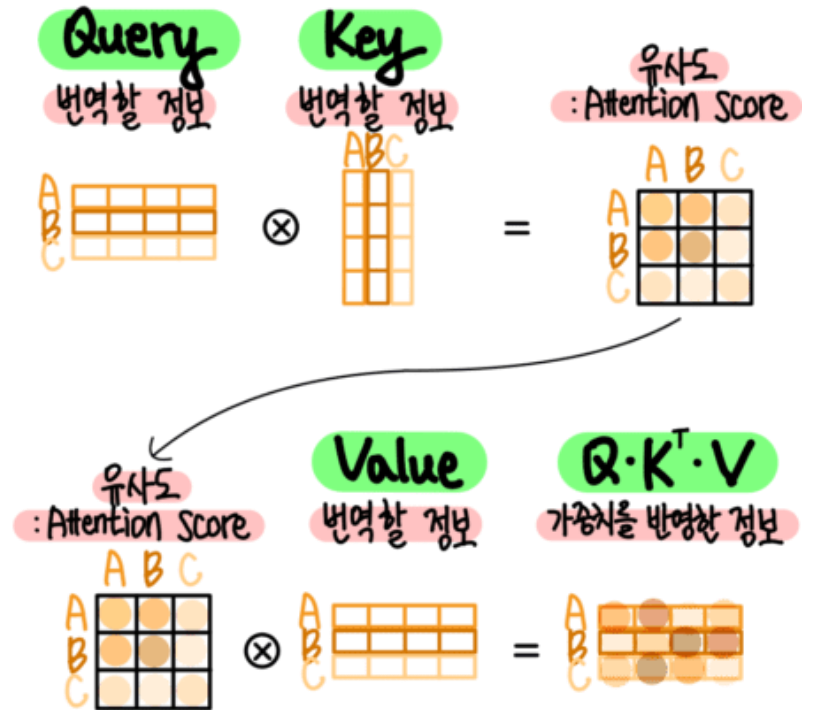 Query
번역할 정보
A
B
C
⊗
Key
번역할 정보
A B C
=
유사도
: Attention Score
A B C
A
B
C
유사도
: Attention Score
A B C
A
B
C
⊗
Value
번역할 정보
A
B
C
=
Q·Kᵀ·V
가중치를 반영한 정보
A
B
C